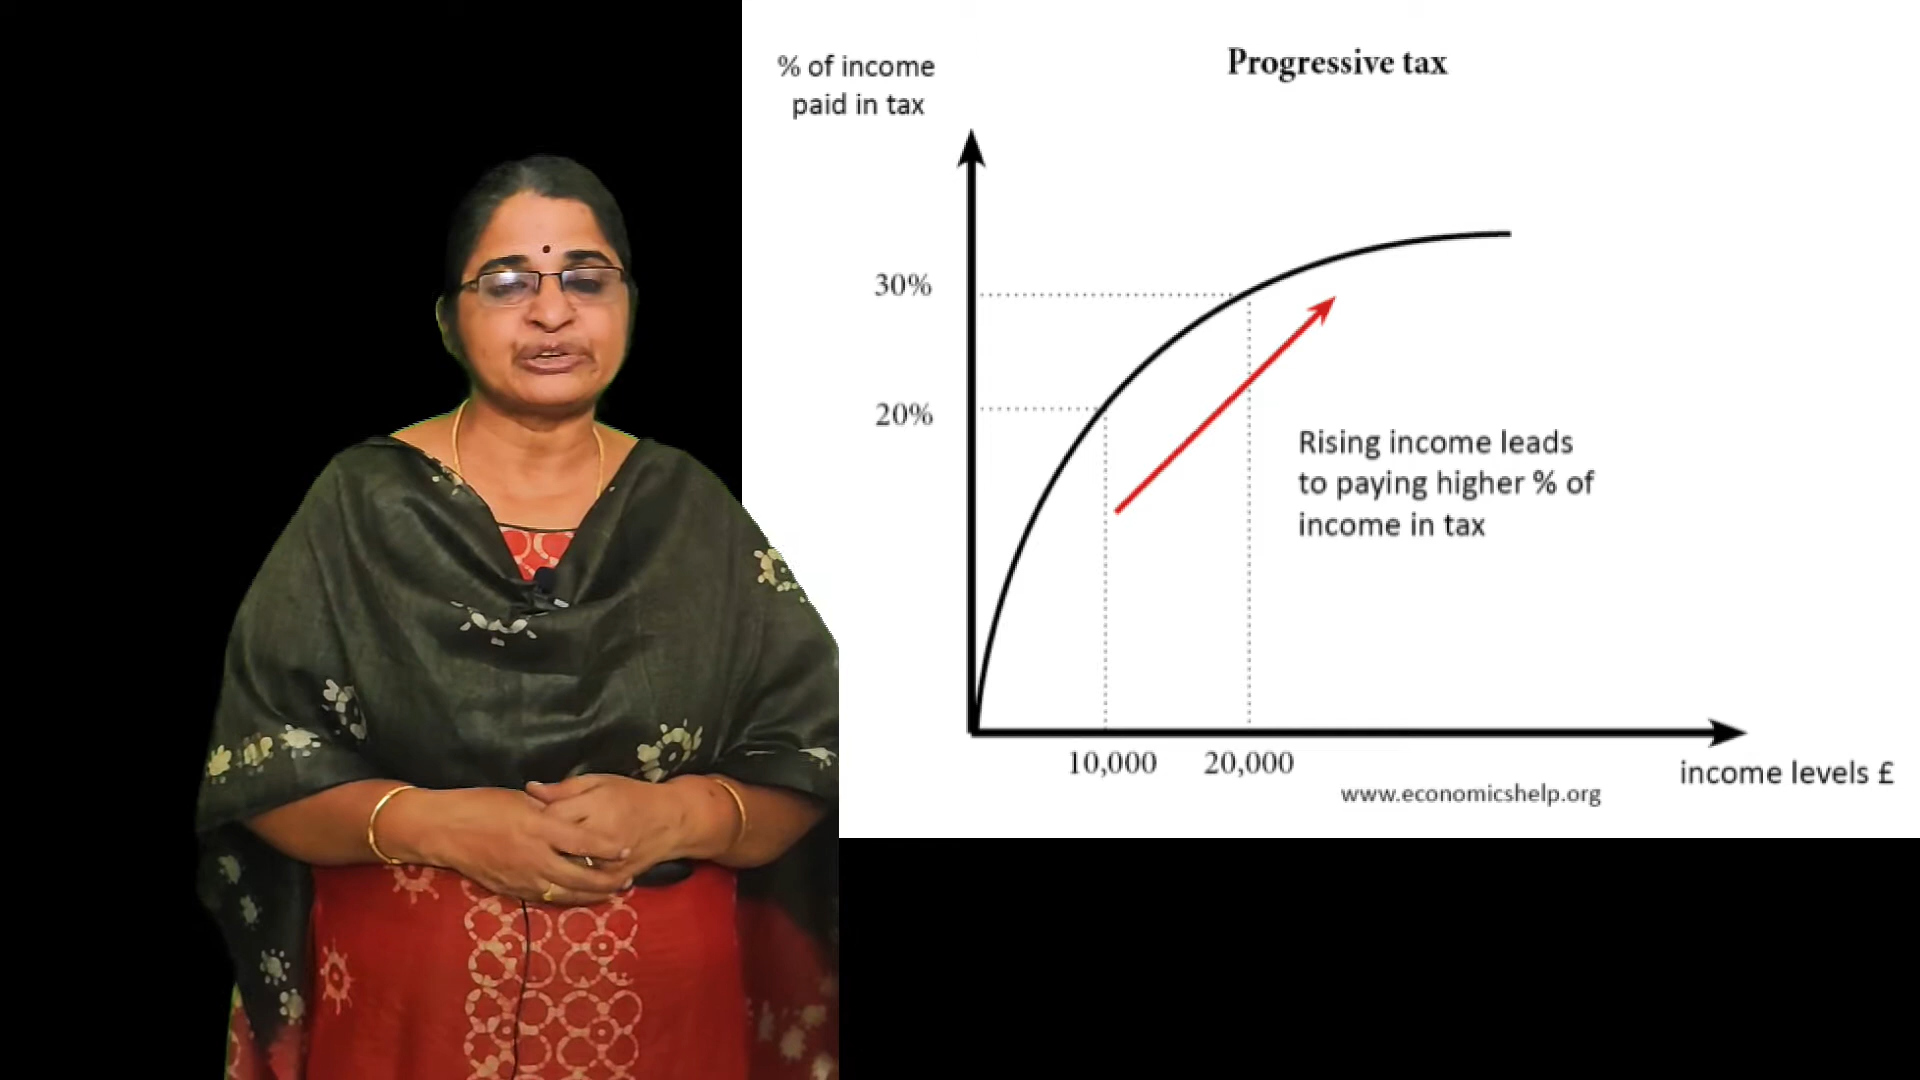 Progressive tax
% of income
paid in tax
30%
20%
Rising income leads
to paying higher % of
income in tax
10,000
20,000
income levels £
www.economicshelp.org